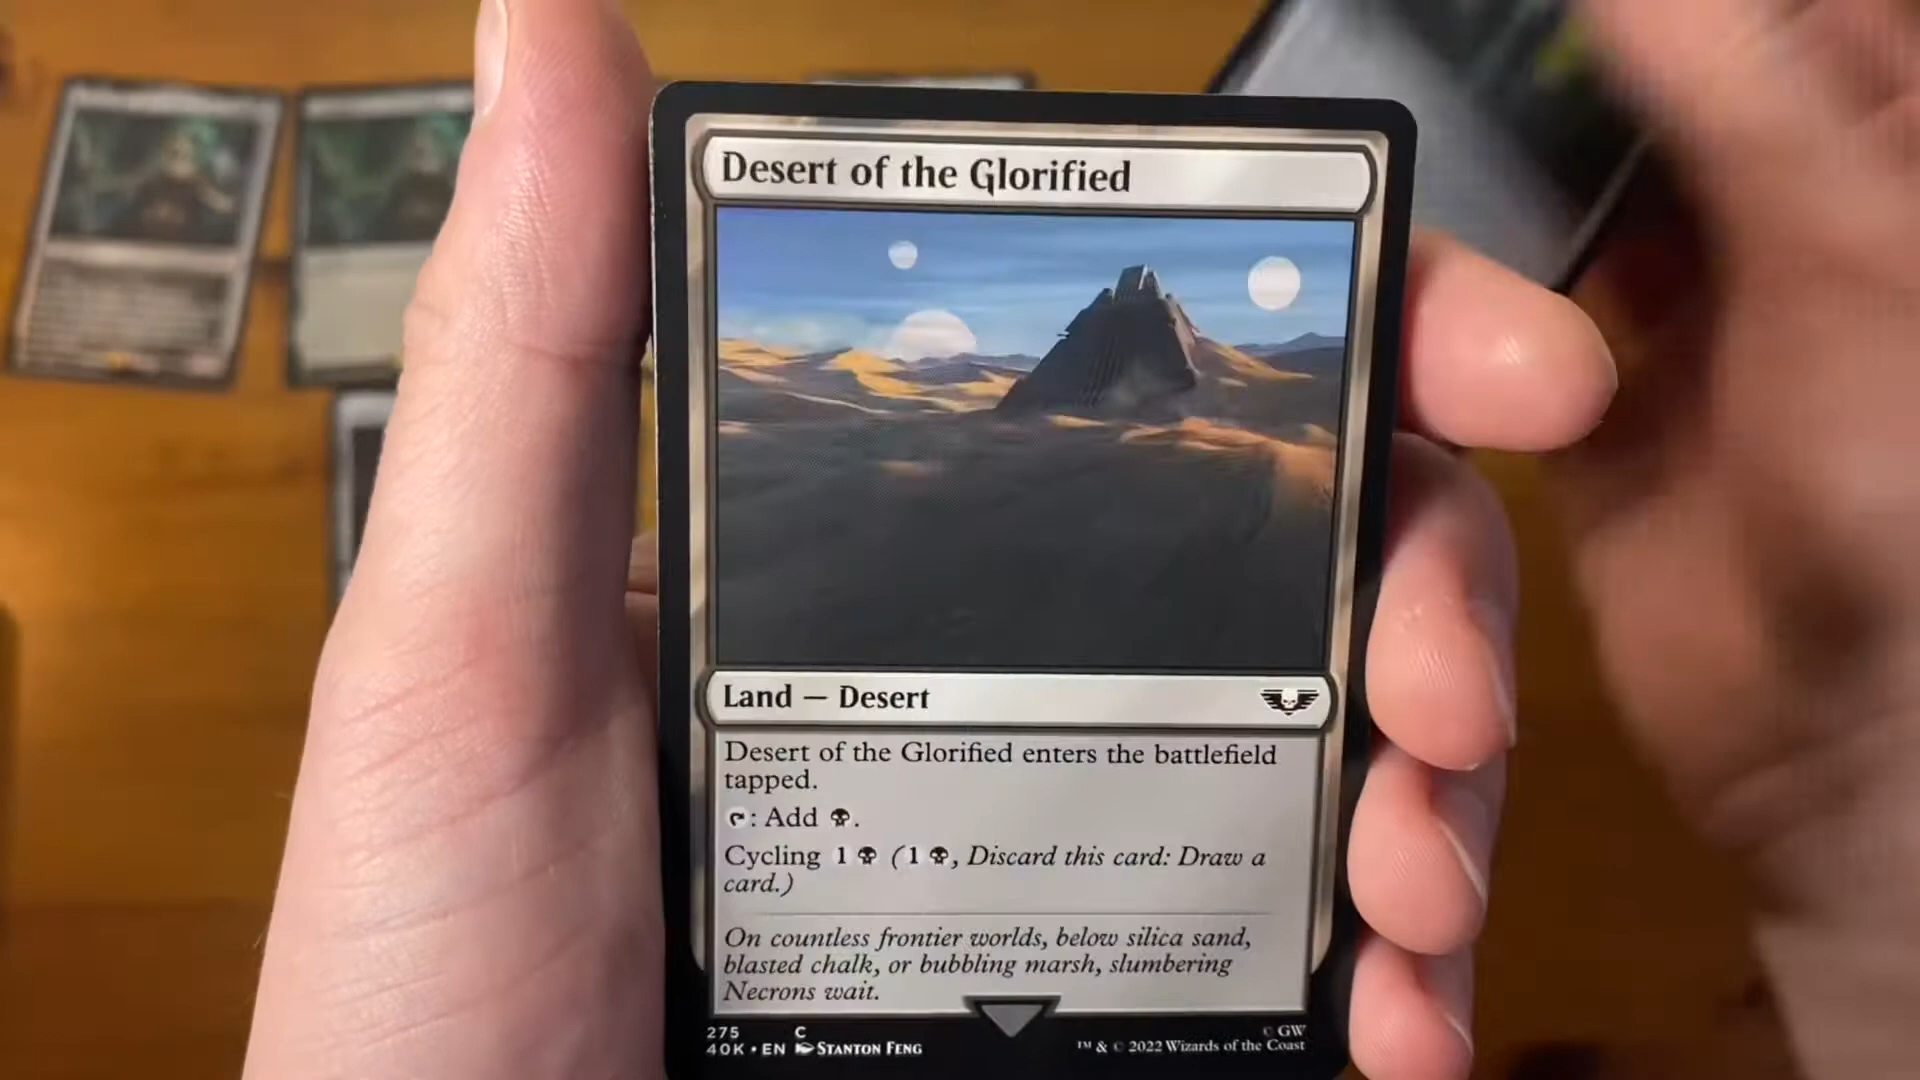 Desert of the Glorified
Land — Desert
Desert of the Glorified enters the battlefield
tapped.
: Add .
Cycling 1 (1, Discard this card: Draw a
card.)
On countless frontier worlds, below silica sand,
blasted chalk, or bubbling marsh, slumbering
Necrons wait.
275 C
40K • EN STANTON FENG
© GW
™ & © 2022 Wizards of the Coast